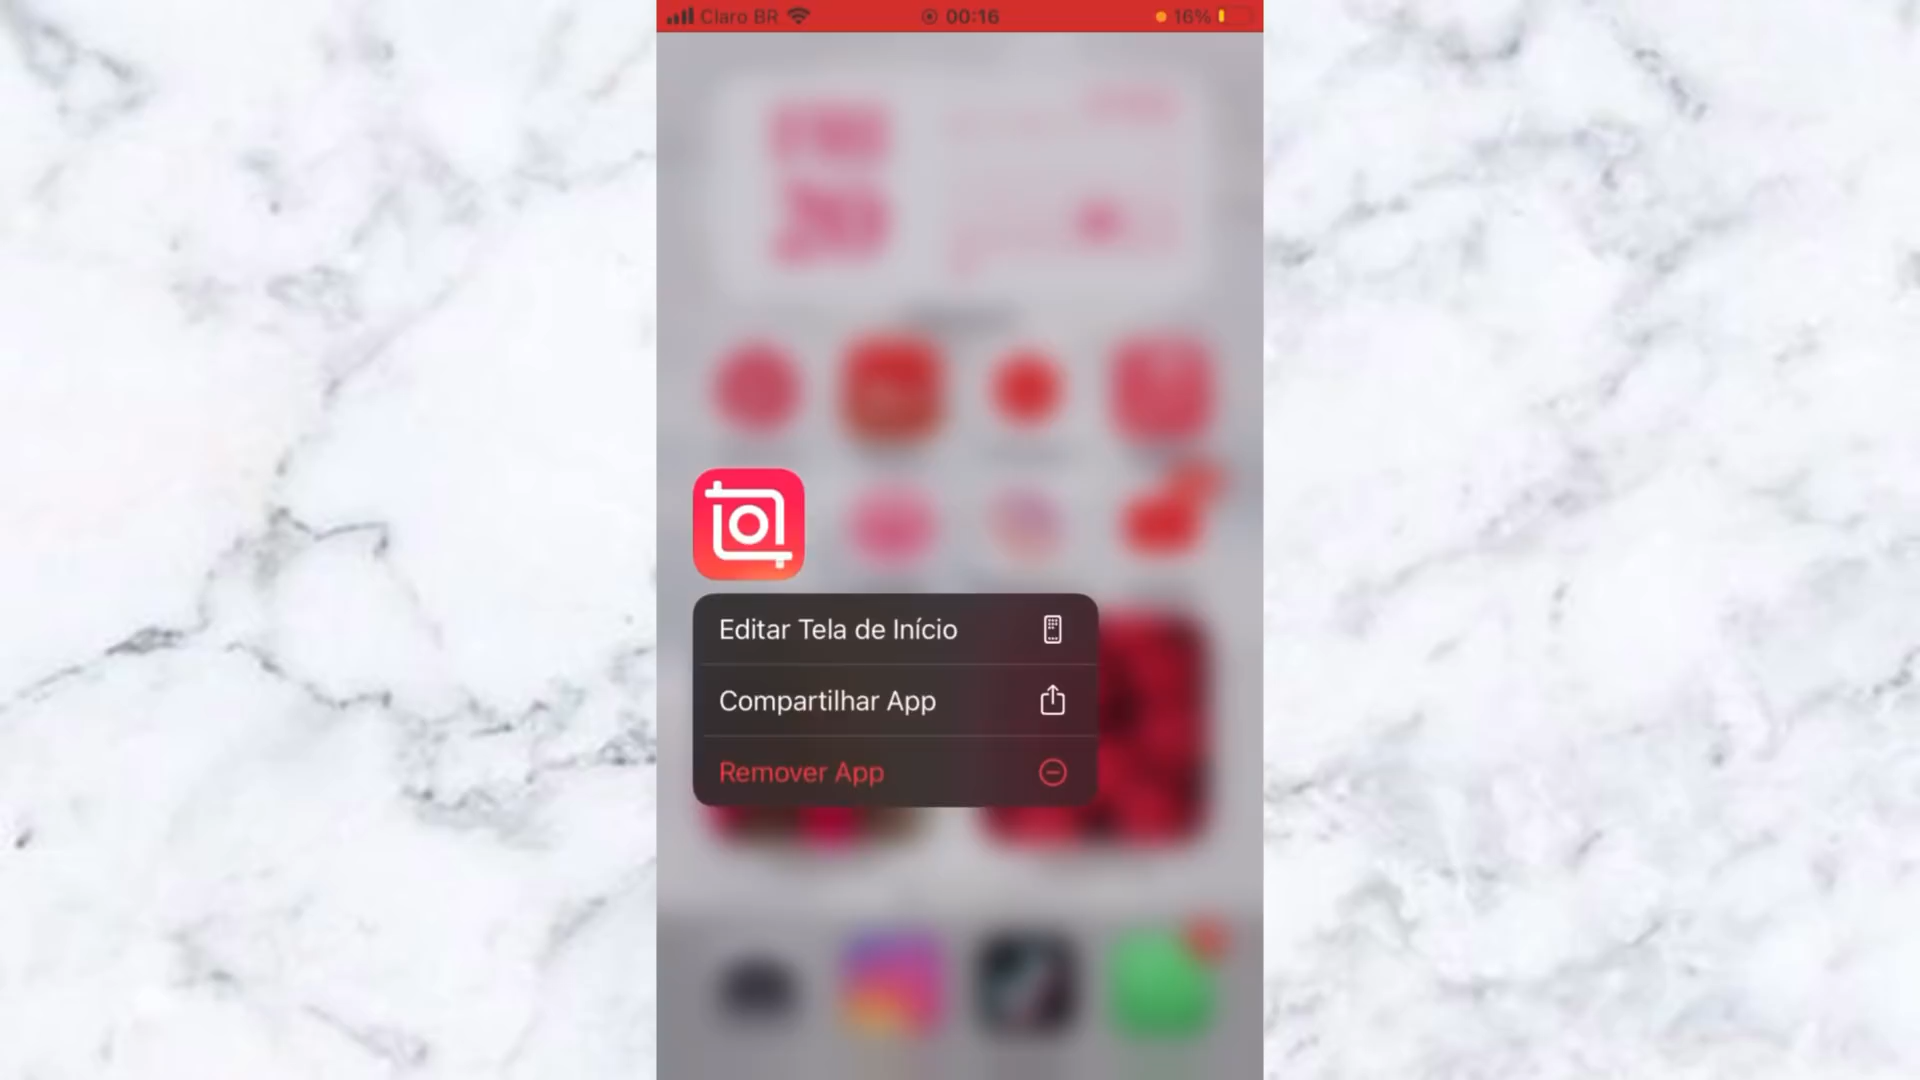 Claro BR 00:16 16%
Editar Tela de Início
Compartilhar App
Remover App